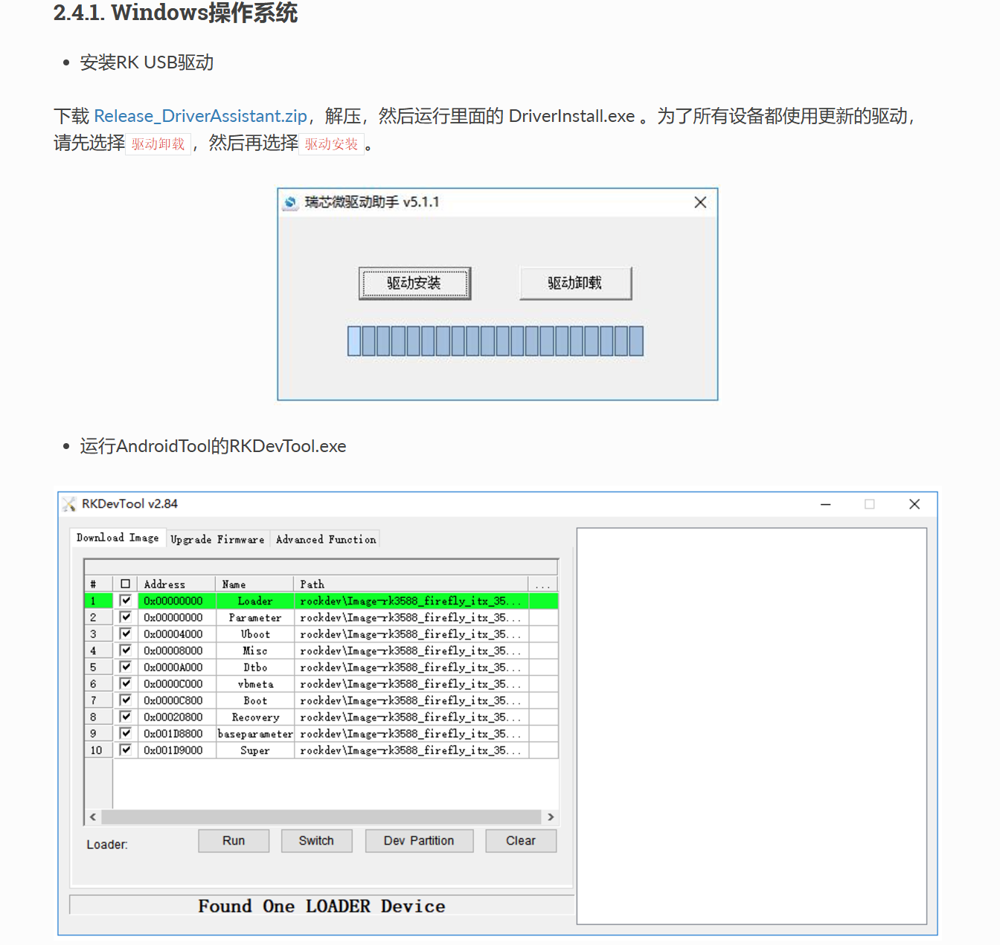 2.4.1. Windows操作系统
安装RK USB驱动
下载 Release_DriverAssistant.zip，解压，然后运行里面的 DriverInstall.exe 。为了所有设备都使用更新的驱动，
请先选择 驱动卸载 ，然后再选择 驱动安装 。
瑞芯微驱动助手 v5.1.1
驱动安装 驱动卸载
运行AndroidTool的RKDevTool.exe
RKDevTool v2.84
Download Image Upgrade Firmware Advanced Function
# Address Name Path ...
1 0x00000000 Loader rockdev\Image-rk3588_firefly_itx_35...
2 0x00000000 Parameter rockdev\Image-rk3588_firefly_itx_35...
3 0x00004000 Uboot rockdev\Image-rk3588_firefly_itx_35...
4 0x00008000 Misc rockdev\Image-rk3588_firefly_itx_35...
5 0x0000A000 Dtbo rockdev\Image-rk3588_firefly_itx_35...
6 0x0000C000 vbmeta rockdev\Image-rk3588_firefly_itx_35...
7 0x0000C800 Boot rockdev\Image-rk3588_firefly_itx_35...
8 0x00020800 Recovery rockdev\Image-rk3588_firefly_itx_35...
9 0x001D8800 baseparameter rockdev\Image-rk3588_firefly_itx_35...
10 0x001D9000 Super rockdev\Image-rk3588_firefly_itx_35...
Loader: Run Switch Dev Partition Clear
Found One LOADER Device